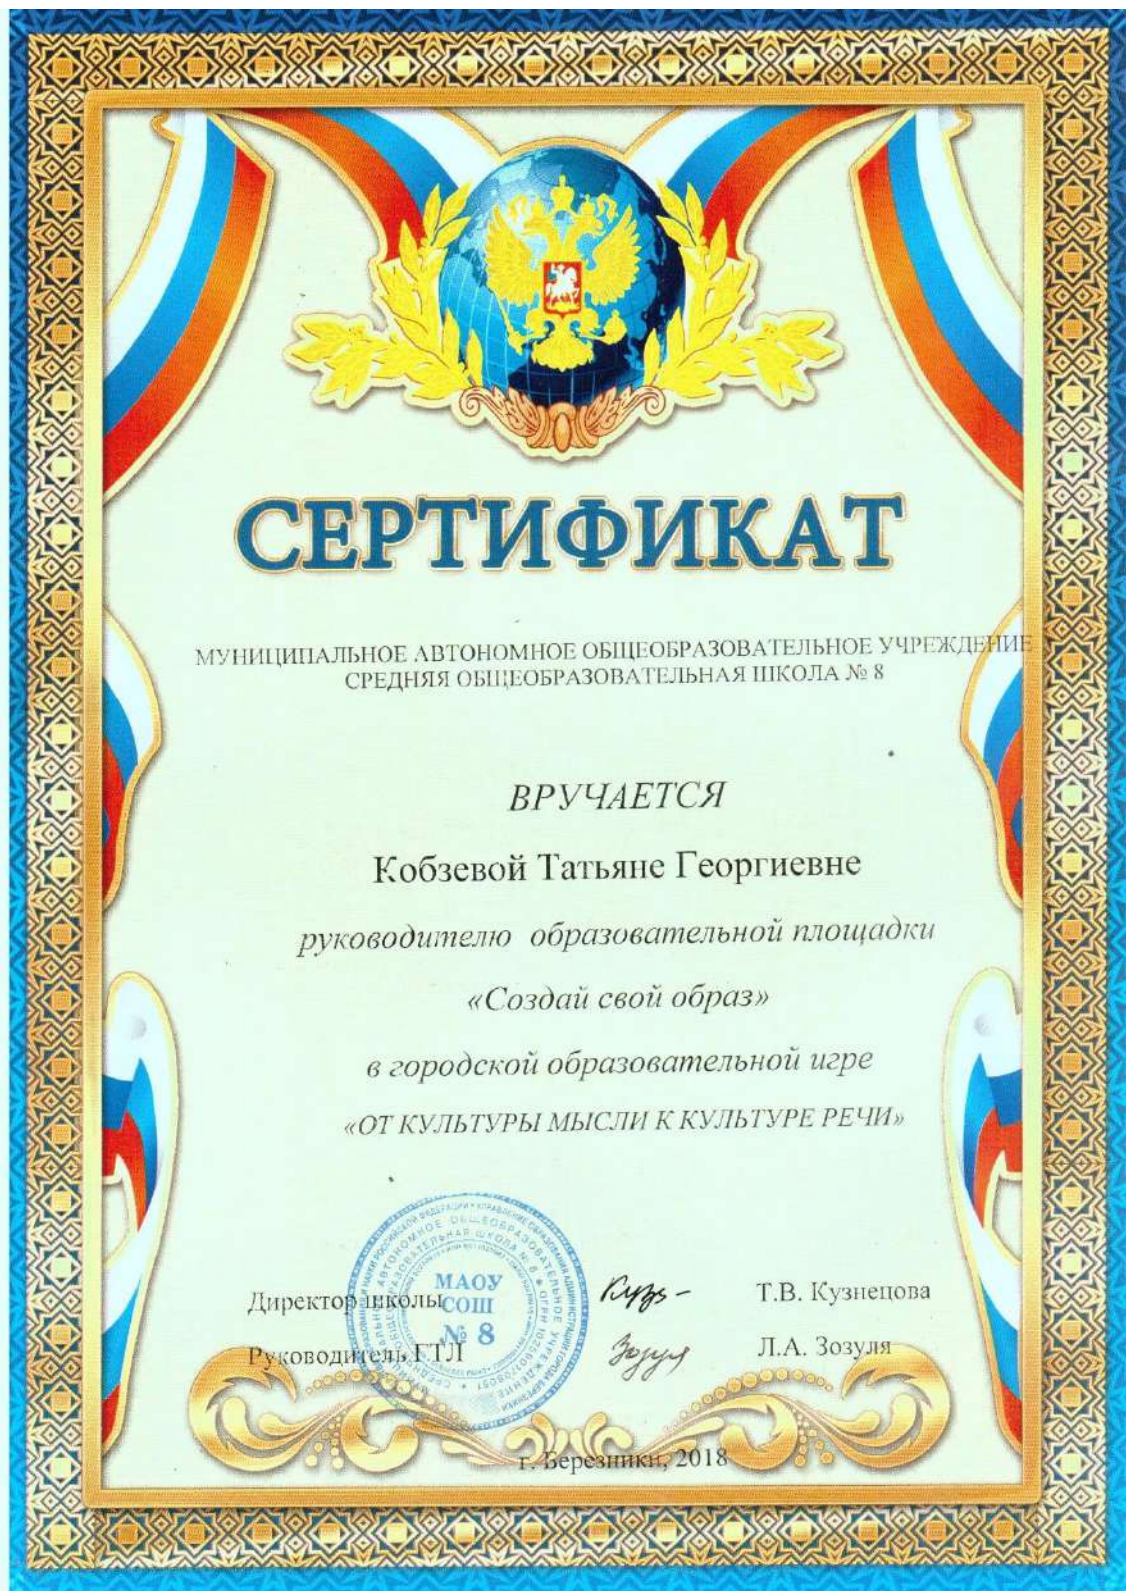 СЕРТИФИКАТ
МУНИЦИПАЛЬНОЕ АВТОНОМНОЕ ОБЩЕОБРАЗОВАТЕЛЬНОЕ УЧРЕЖДЕНИЕ
СРЕДНЯЯ ОБЩЕОБРАЗОВАТЕЛЬНАЯ ШКОЛА № 8
ВРУЧАЕТСЯ
Кобзевой Татьяне Георгиевне
руководителю образовательной площадки
«Создай свой образ»
в городской образовательной игре
«ОТ КУЛЬТУРЫ МЫСЛИ К КУЛЬТУРЕ РЕЧИ»
МАОУ
СОШ
№ 8
Директор школы Т.В. Кузнецова
Руководитель ГТЛ Л.А. Зозуля
г. Березники, 2018